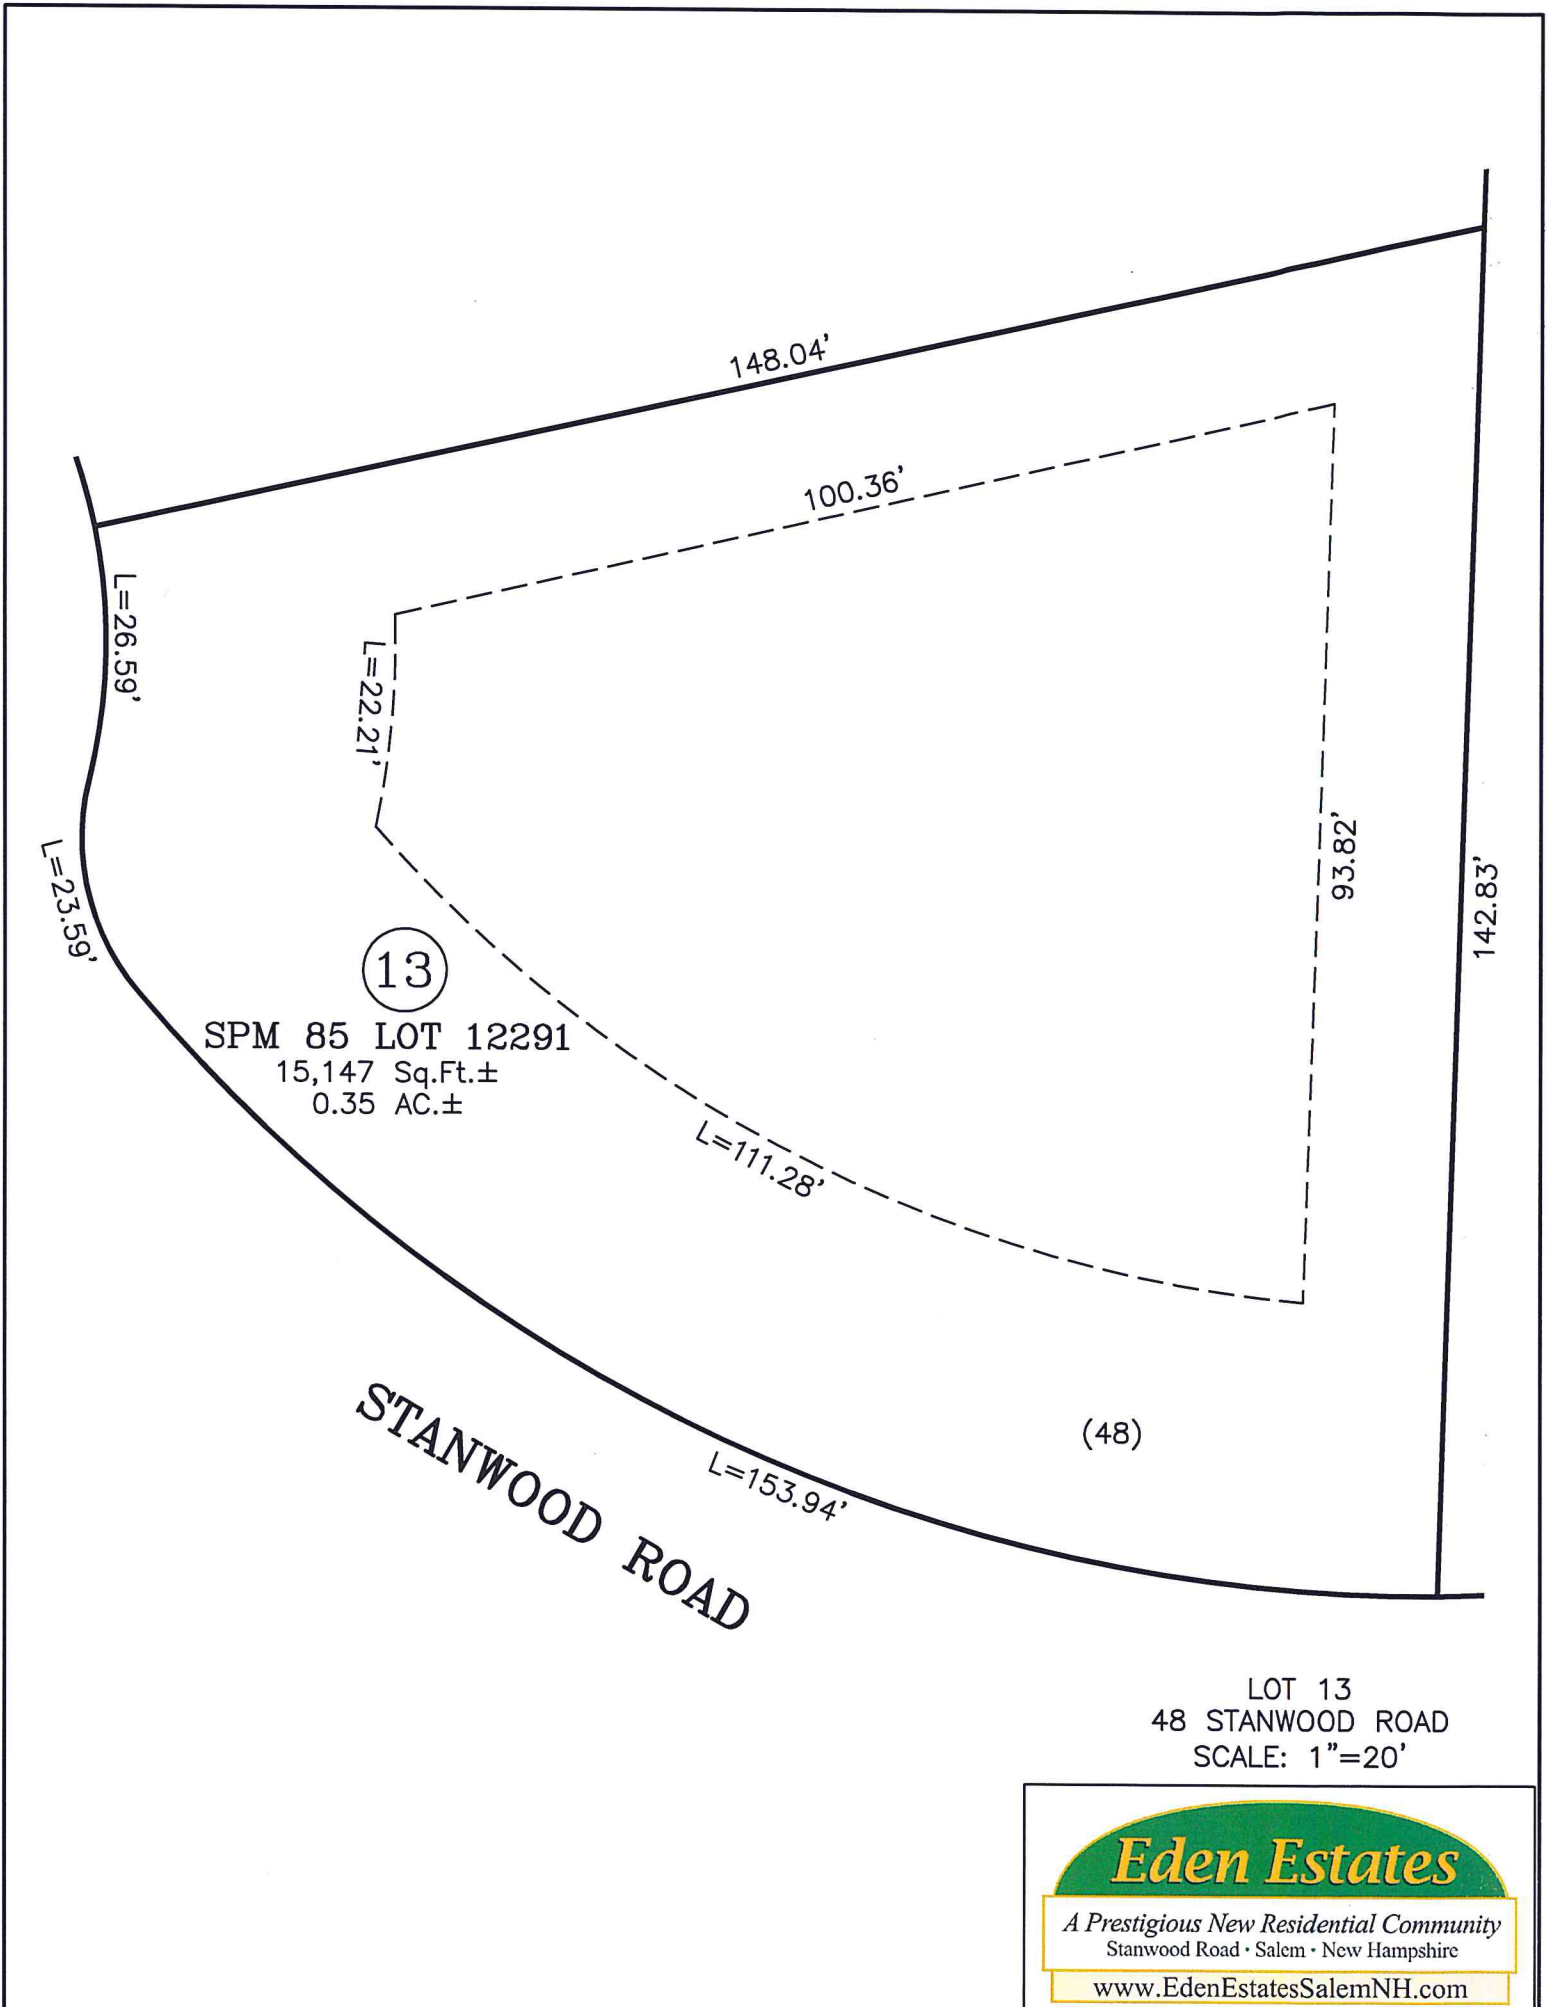 148.04'
100.36'
L=26.59'
L=22.21'
93.82'
142.83'
L=23.59'
13
SPM 85 LOT 12291
15,147 Sq.Ft.±
0.35 AC.±
L=111.28'
(48)
L=153.94'
STANWOOD ROAD
LOT 13
48 STANWOOD ROAD
SCALE: 1"=20'
Eden Estates
A Prestigious New Residential Community
Stanwood Road · Salem · New Hampshire
www.EdenEstatesSalemNH.com